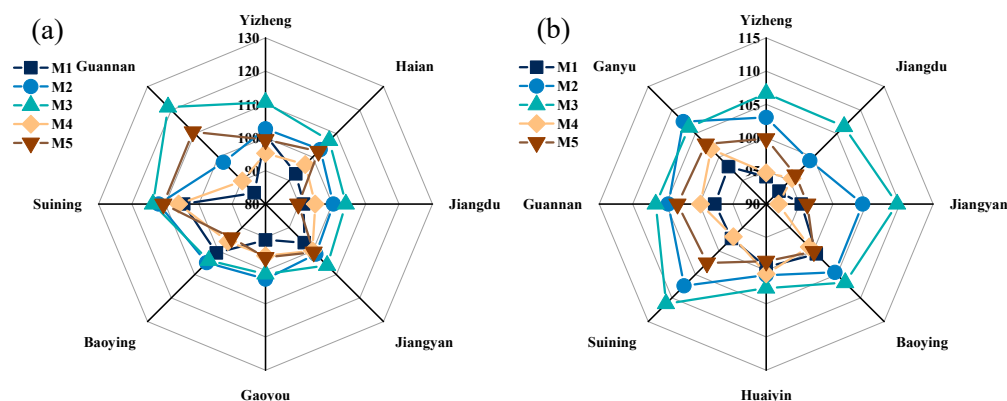 (a)
M1
M2
M3
M4
M5
Yizheng
Haian
Jiangdu
Jiangyan
Gaoyou
Baoying
Suining
Guannan
130
120
110
100
90
80
(b)
M1
M2
M3
M4
M5
Yizheng
Jiangdu
Jiangyan
Baoying
Huaiyin
Suining
Guannan
Ganyu
115
110
105
100
95
90